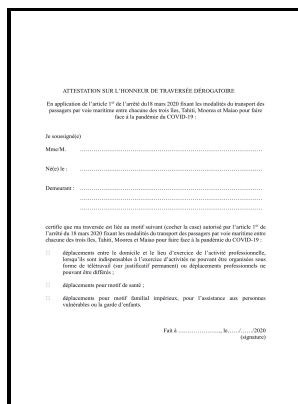 ATTESTATION SUR L'HONNEUR DE TRAVERSÉE DÉROGATOIRE
En application de l'article 1er de l'arrêté du18 mars 2020 fixant les modalités du transport des
passagers par voie maritime entre chacune des trois îles, Tahiti, Moorea et Maiao pour faire
face à la pandémie du COVID-19 :
Je soussigné(e)
Mme/M. ................................................................
Né(e) le : ................................................................
Demeurant : ................................................................
................................................................
................................................................
certifie que ma traversée est liée au motif suivant (cocher la case) autorisé par l'article 1er de
l'arrêté du 18 mars 2020 fixant les modalités du transport des passagers par voie maritime entre
chacune des trois îles, Tahiti, Moorea et Maiao pour faire face à la pandémie du COVID-19 :
□ déplacements entre le domicile et le lieu d'exercice de l'activité professionnelle,
lorsqu'ils sont indispensables à l'exercice d'activités ne pouvant être organisées sous
forme de télétravail (sur justificatif permanent) ou déplacements professionnels ne
pouvant être différés ;
□ déplacements pour motif de santé ;
□ déplacements pour motif familial impérieux, pour l'assistance aux personnes
vulnérables ou la garde d'enfants.
Fait à ......................, le....../....../2020
(signature)